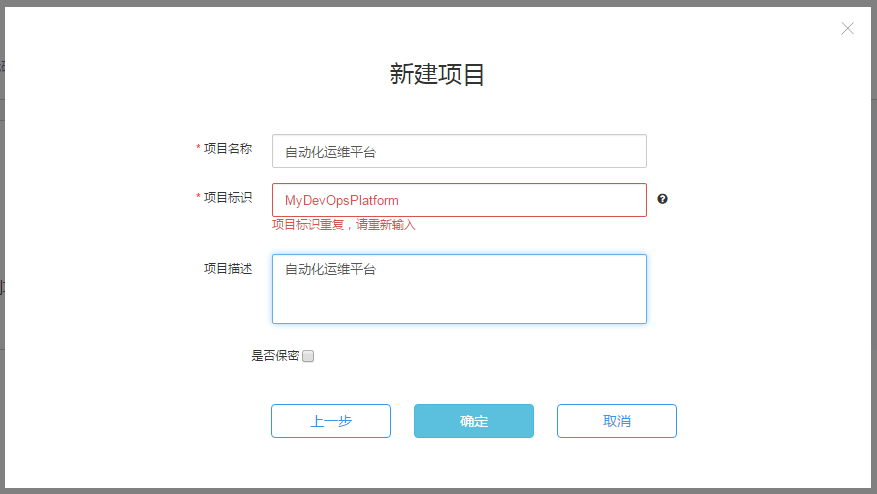 新建项目
* 项目名称
自动化运维平台
* 项目标识
MyDevOpsPlatform
项目标识重复，请重新输入
项目描述
自动化运维平台
是否保密
上一步
确定
取消